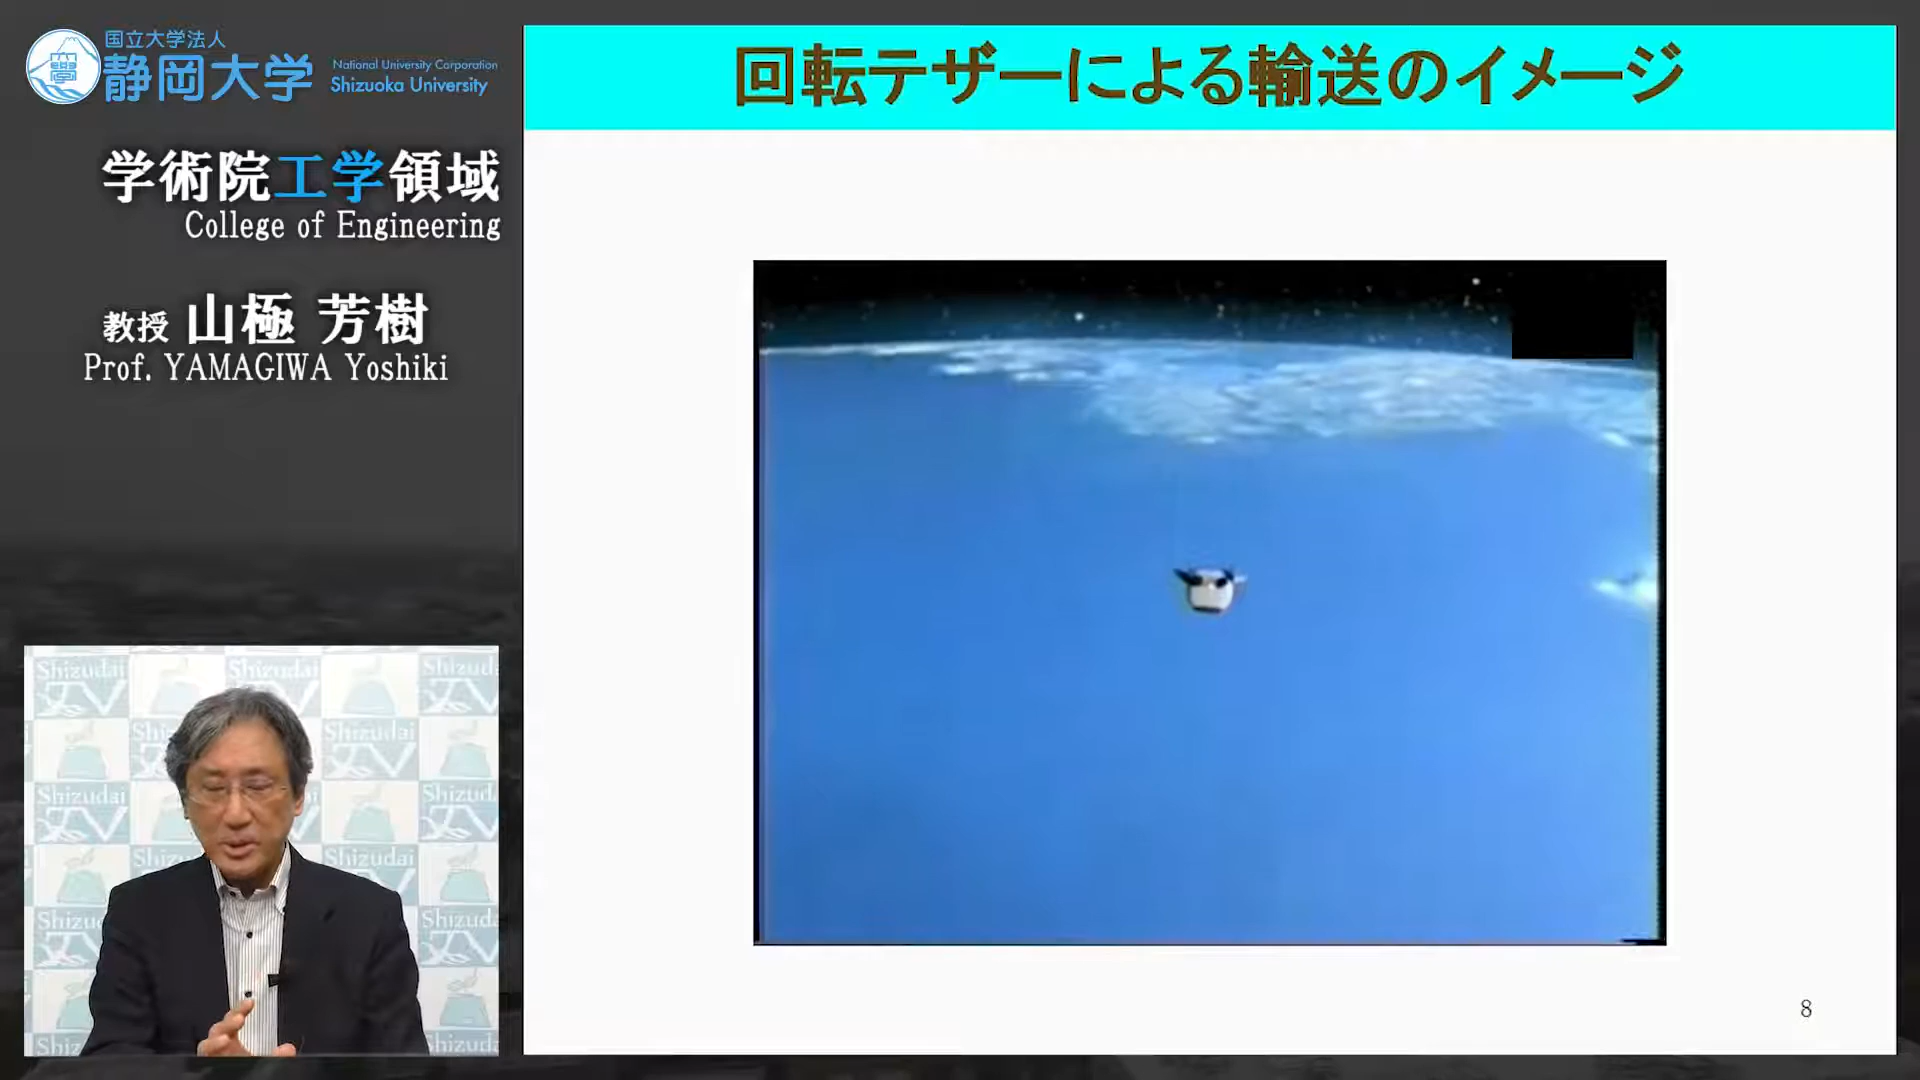 国立大学法人
静岡大学
National University Corporation
Shizuoka University
学術院工学領域
College of Engineering
教授 山極 芳樹
Prof. YAMAGIWA Yoshiki
回転テザーによる輸送のイメージ
8
Shizudai
TV